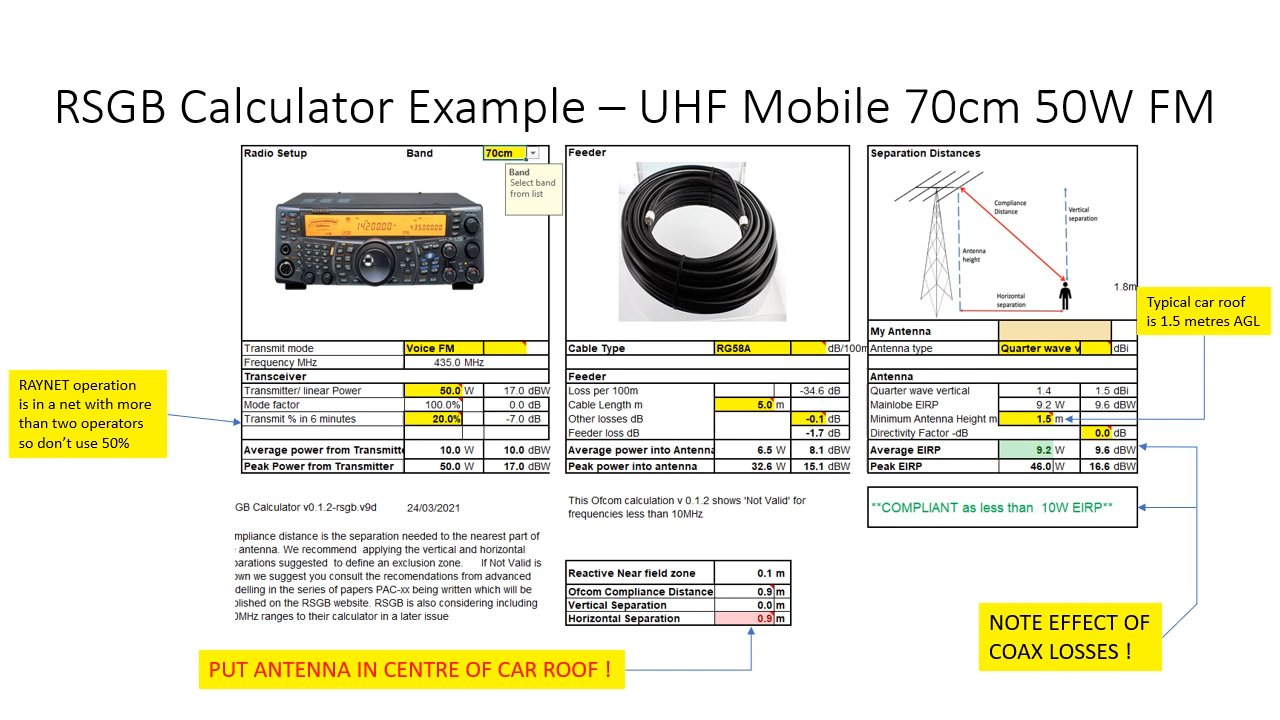 RSGB Calculator Example – UHF Mobile 70cm 50W FM
Radio Setup Band 70cm
Band
Select band
from list
14200.00
435.00000
Transmit mode Voice FM
Frequency MHz 435.0 MHz
Transceiver
Transmitter/ linear Power 50.0 W 17.0 dBW
Mode factor 100.0% 0.0 dB
Transmit % in 6 minutes 20.0% -7.0 dB
Average power from Transmitte 10.0 W 10.0 dBW
Peak Power from Transmitter 50.0 W 17.0 dBW
Feeder
Cable Type RG58A dB/100m
Feeder
Loss per 100m -34.6 dB
Cable Length m 5.0 m
Other losses dB -0.1 dB
Feeder loss dB -1.7 dB
Average power into Antenna 6.5 W 8.1 dBW
Peak power into antenna 32.6 W 15.1 dBW
Separation Distances
Compliance
Distance
Vertical
separation
Antenna
height
Horizontal
separation
1.8m
My Antenna
Antenna type Quarter wave v dBi
Antenna
Quarter wave vertical 1.4 1.5 dBi
Mainlobe EIRP 9.2 W 9.6 dBW
Minimum Antenna Height m 1.5 m
Directivity Factor -dB 0.0 dB
Average EIRP 9.2 W 9.6 dBW
Peak EIRP 46.0 W 16.6 dBW
Typical car roof
is 1.5 metres AGL
RAYNET operation
is in a net with more
than two operators
so don’t use 50%
GB Calculator v0.1.2-rsgb.v9d 24/03/2021
mpliance distance is the separation needed to the nearest part of
antenna. We recommend applying the vertical and horizontal
parations suggested to define an exclusion zone. If Not Valid is
own we suggest you consult the recomendations from advanced
delling in the series of papers PAC-xx being written which will be
blished on the RSGB website. RSGB is also considering including
0MHz ranges to their calculator in a later issue
This Ofcom calculation v 0.1.2 shows 'Not Valid' for
frequencies less than 10MHz
**COMPLIANT as less than 10W EIRP**
Reactive Near field zone 0.1 m
Ofcom Compliance Distance 0.9 m
Vertical Separation 0.0 m
Horizontal Separation 0.9 m
NOTE EFFECT OF
COAX LOSSES !
PUT ANTENNA IN CENTRE OF CAR ROOF !